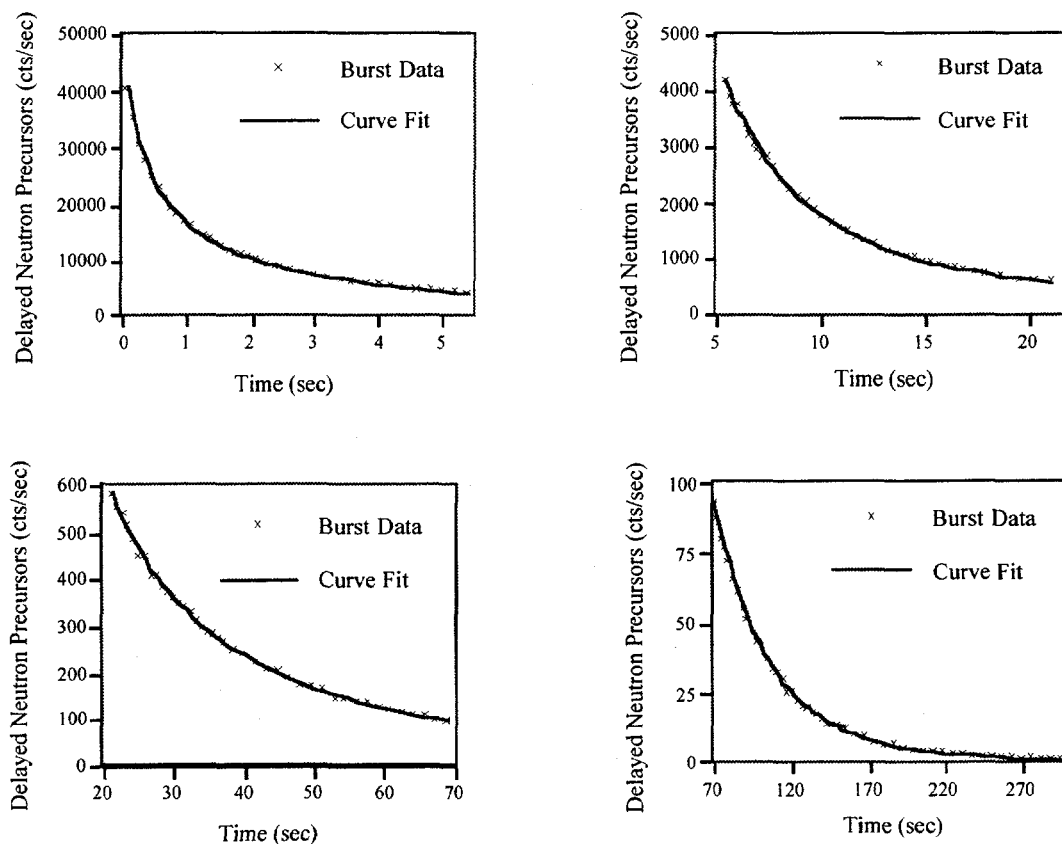 Delayed Neutron Precursors (cts/sec)
50000
40000
30000
20000
10000
0
Burst Data
Curve Fit
0 1 2 3 4 5
Time (sec)
Delayed Neutron Precursors (cts/sec)
5000
4000
3000
2000
1000
0
Burst Data
Curve Fit
5 10 15 20
Time (sec)
Delayed Neutron Precursors (cts/sec)
600
500
400
300
200
100
0
Burst Data
Curve Fit
20 30 40 50 60 70
Time (sec)
Delayed Neutron Precursors (cts/sec)
100
75
50
25
0
Burst Data
Curve Fit
70 120 170 220 270
Time (sec)